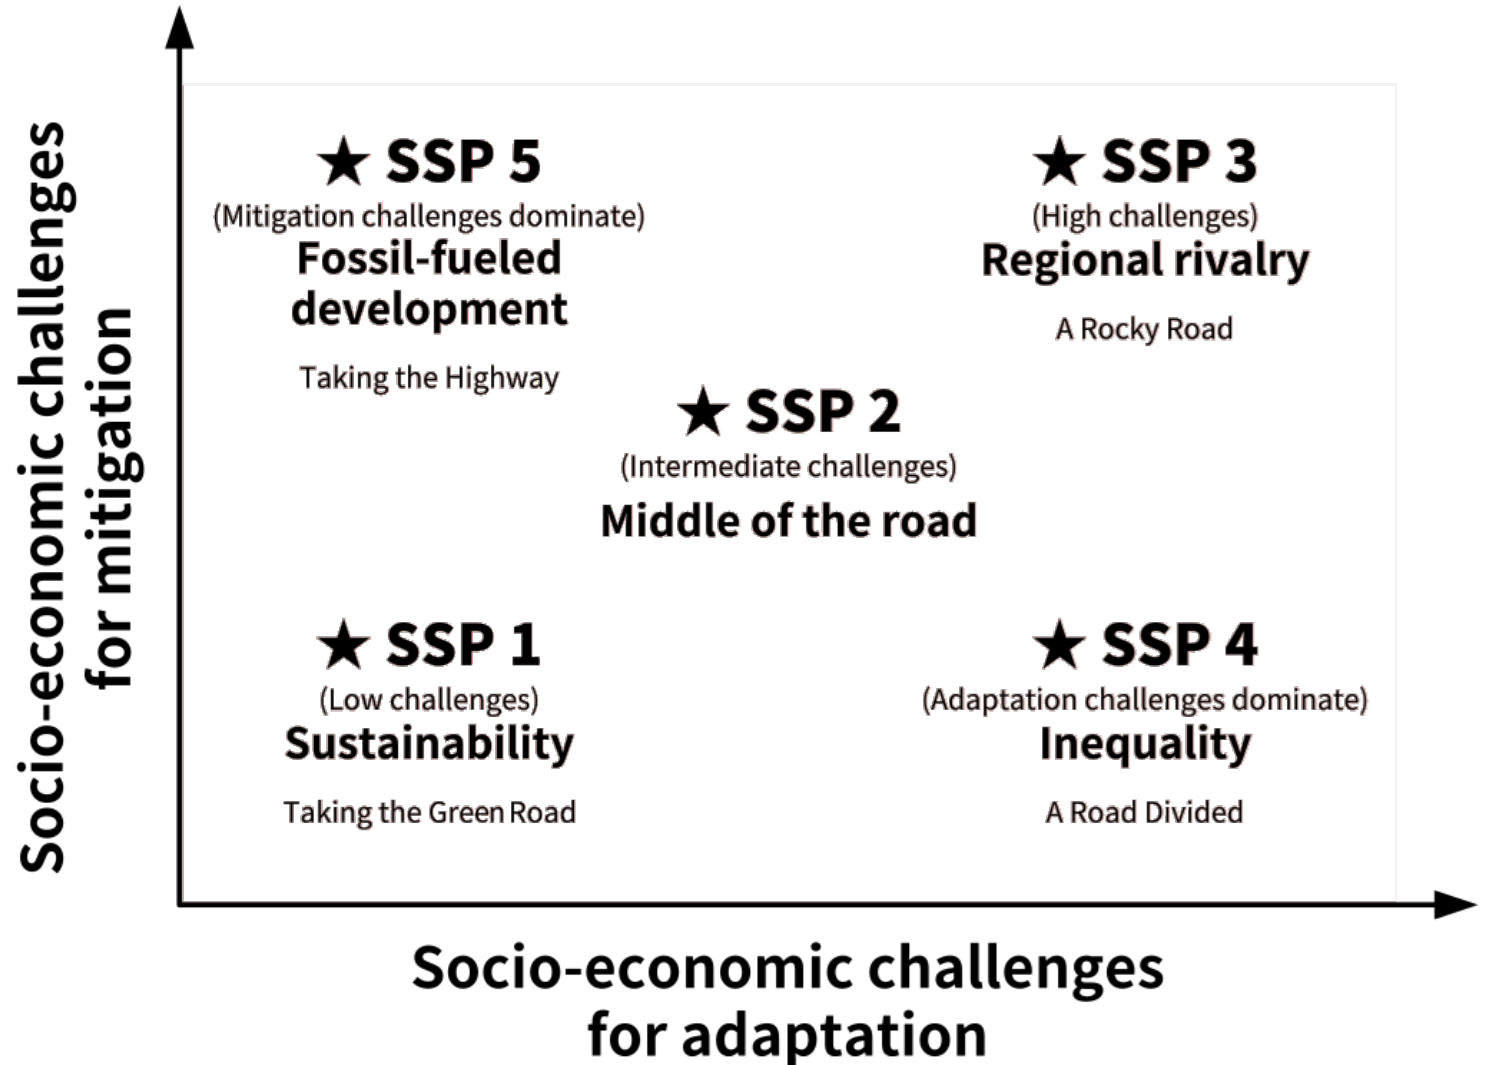 Socio-economic challenges
for mitigation
★ SSP 5
(Mitigation challenges dominate)
Fossil-fueled
development
Taking the Highway
★ SSP 3
(High challenges)
Regional rivalry
A Rocky Road
★ SSP 2
(Intermediate challenges)
Middle of the road
★ SSP 1
(Low challenges)
Sustainability
Taking the Green Road
★ SSP 4
(Adaptation challenges dominate)
Inequality
A Road Divided
Socio-economic challenges
for adaptation